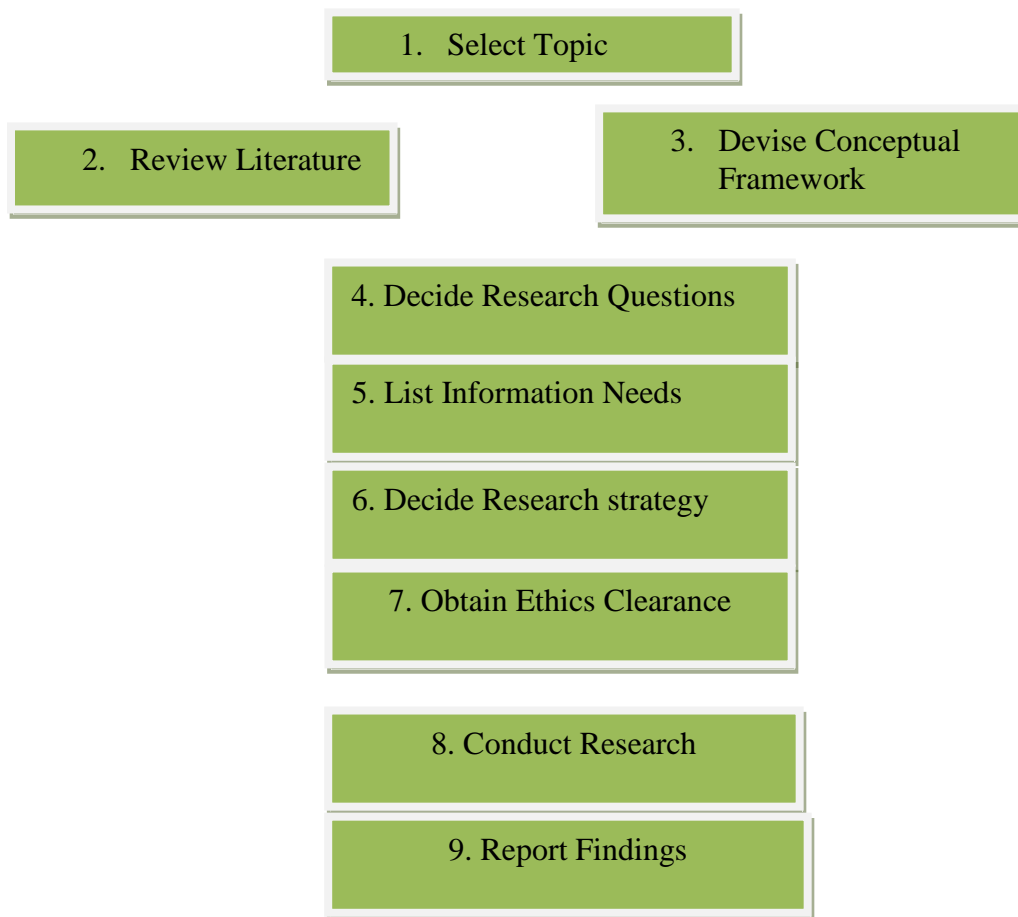 1. Select Topic
2. Review Literature
3. Devise Conceptual
Framework
4. Decide Research Questions
5. List Information Needs
6. Decide Research strategy
7. Obtain Ethics Clearance
8. Conduct Research
9. Report Findings